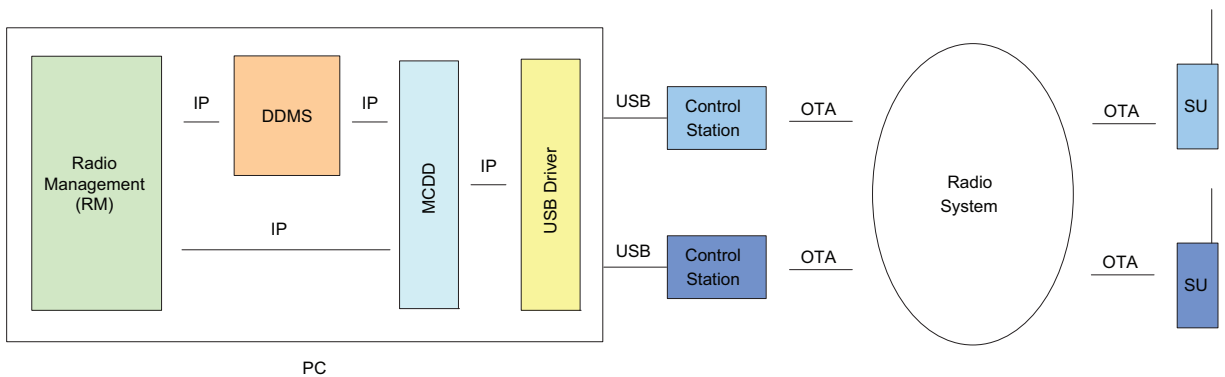 Radio
Management
(RM)
IP
DDMS
IP
IP
MCDD
IP
USB Driver
PC
USB
Control
Station
OTA
USB
Control
Station
OTA
Radio
System
OTA
SU
OTA
SU